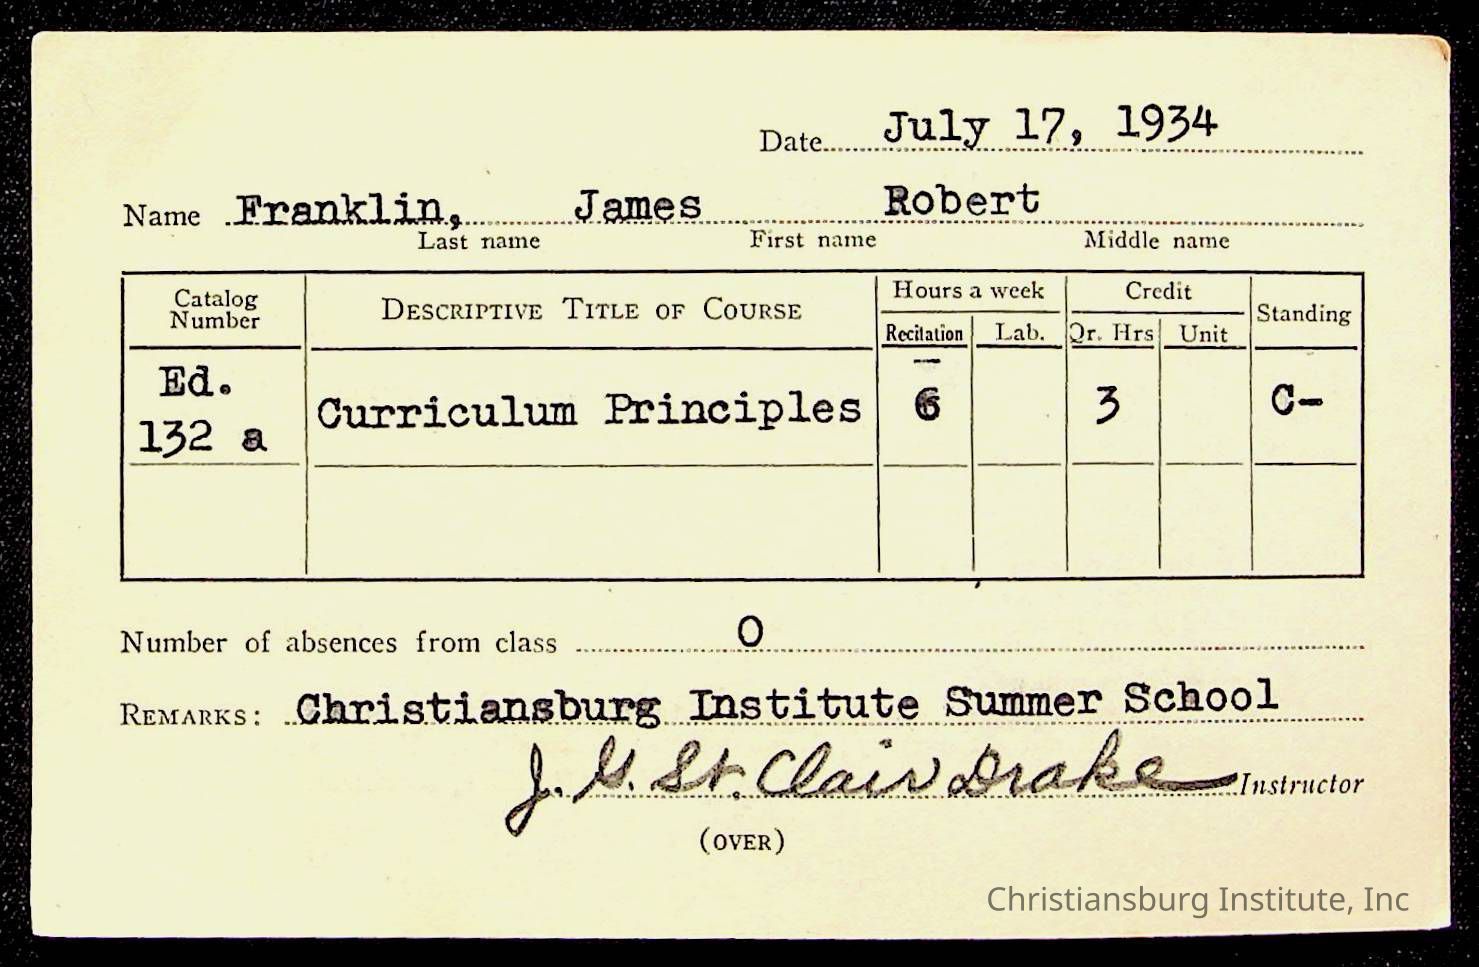 Date July 17, 1934
Name Franklin, James Robert
Last name First name Middle name
Catalog Number DESCRIPTIVE TITLE OF COURSE Hours a week Credit Standing
Recitation Lab. Qr. Hrs Unit
Ed. 132 a Curriculum Principles 6 3 C-
Number of absences from class 0
REMARKS: Christiansburg Institute Summer School
J. G. St. Clair Drake Instructor
(OVER)
Christiansburg Institute, Inc